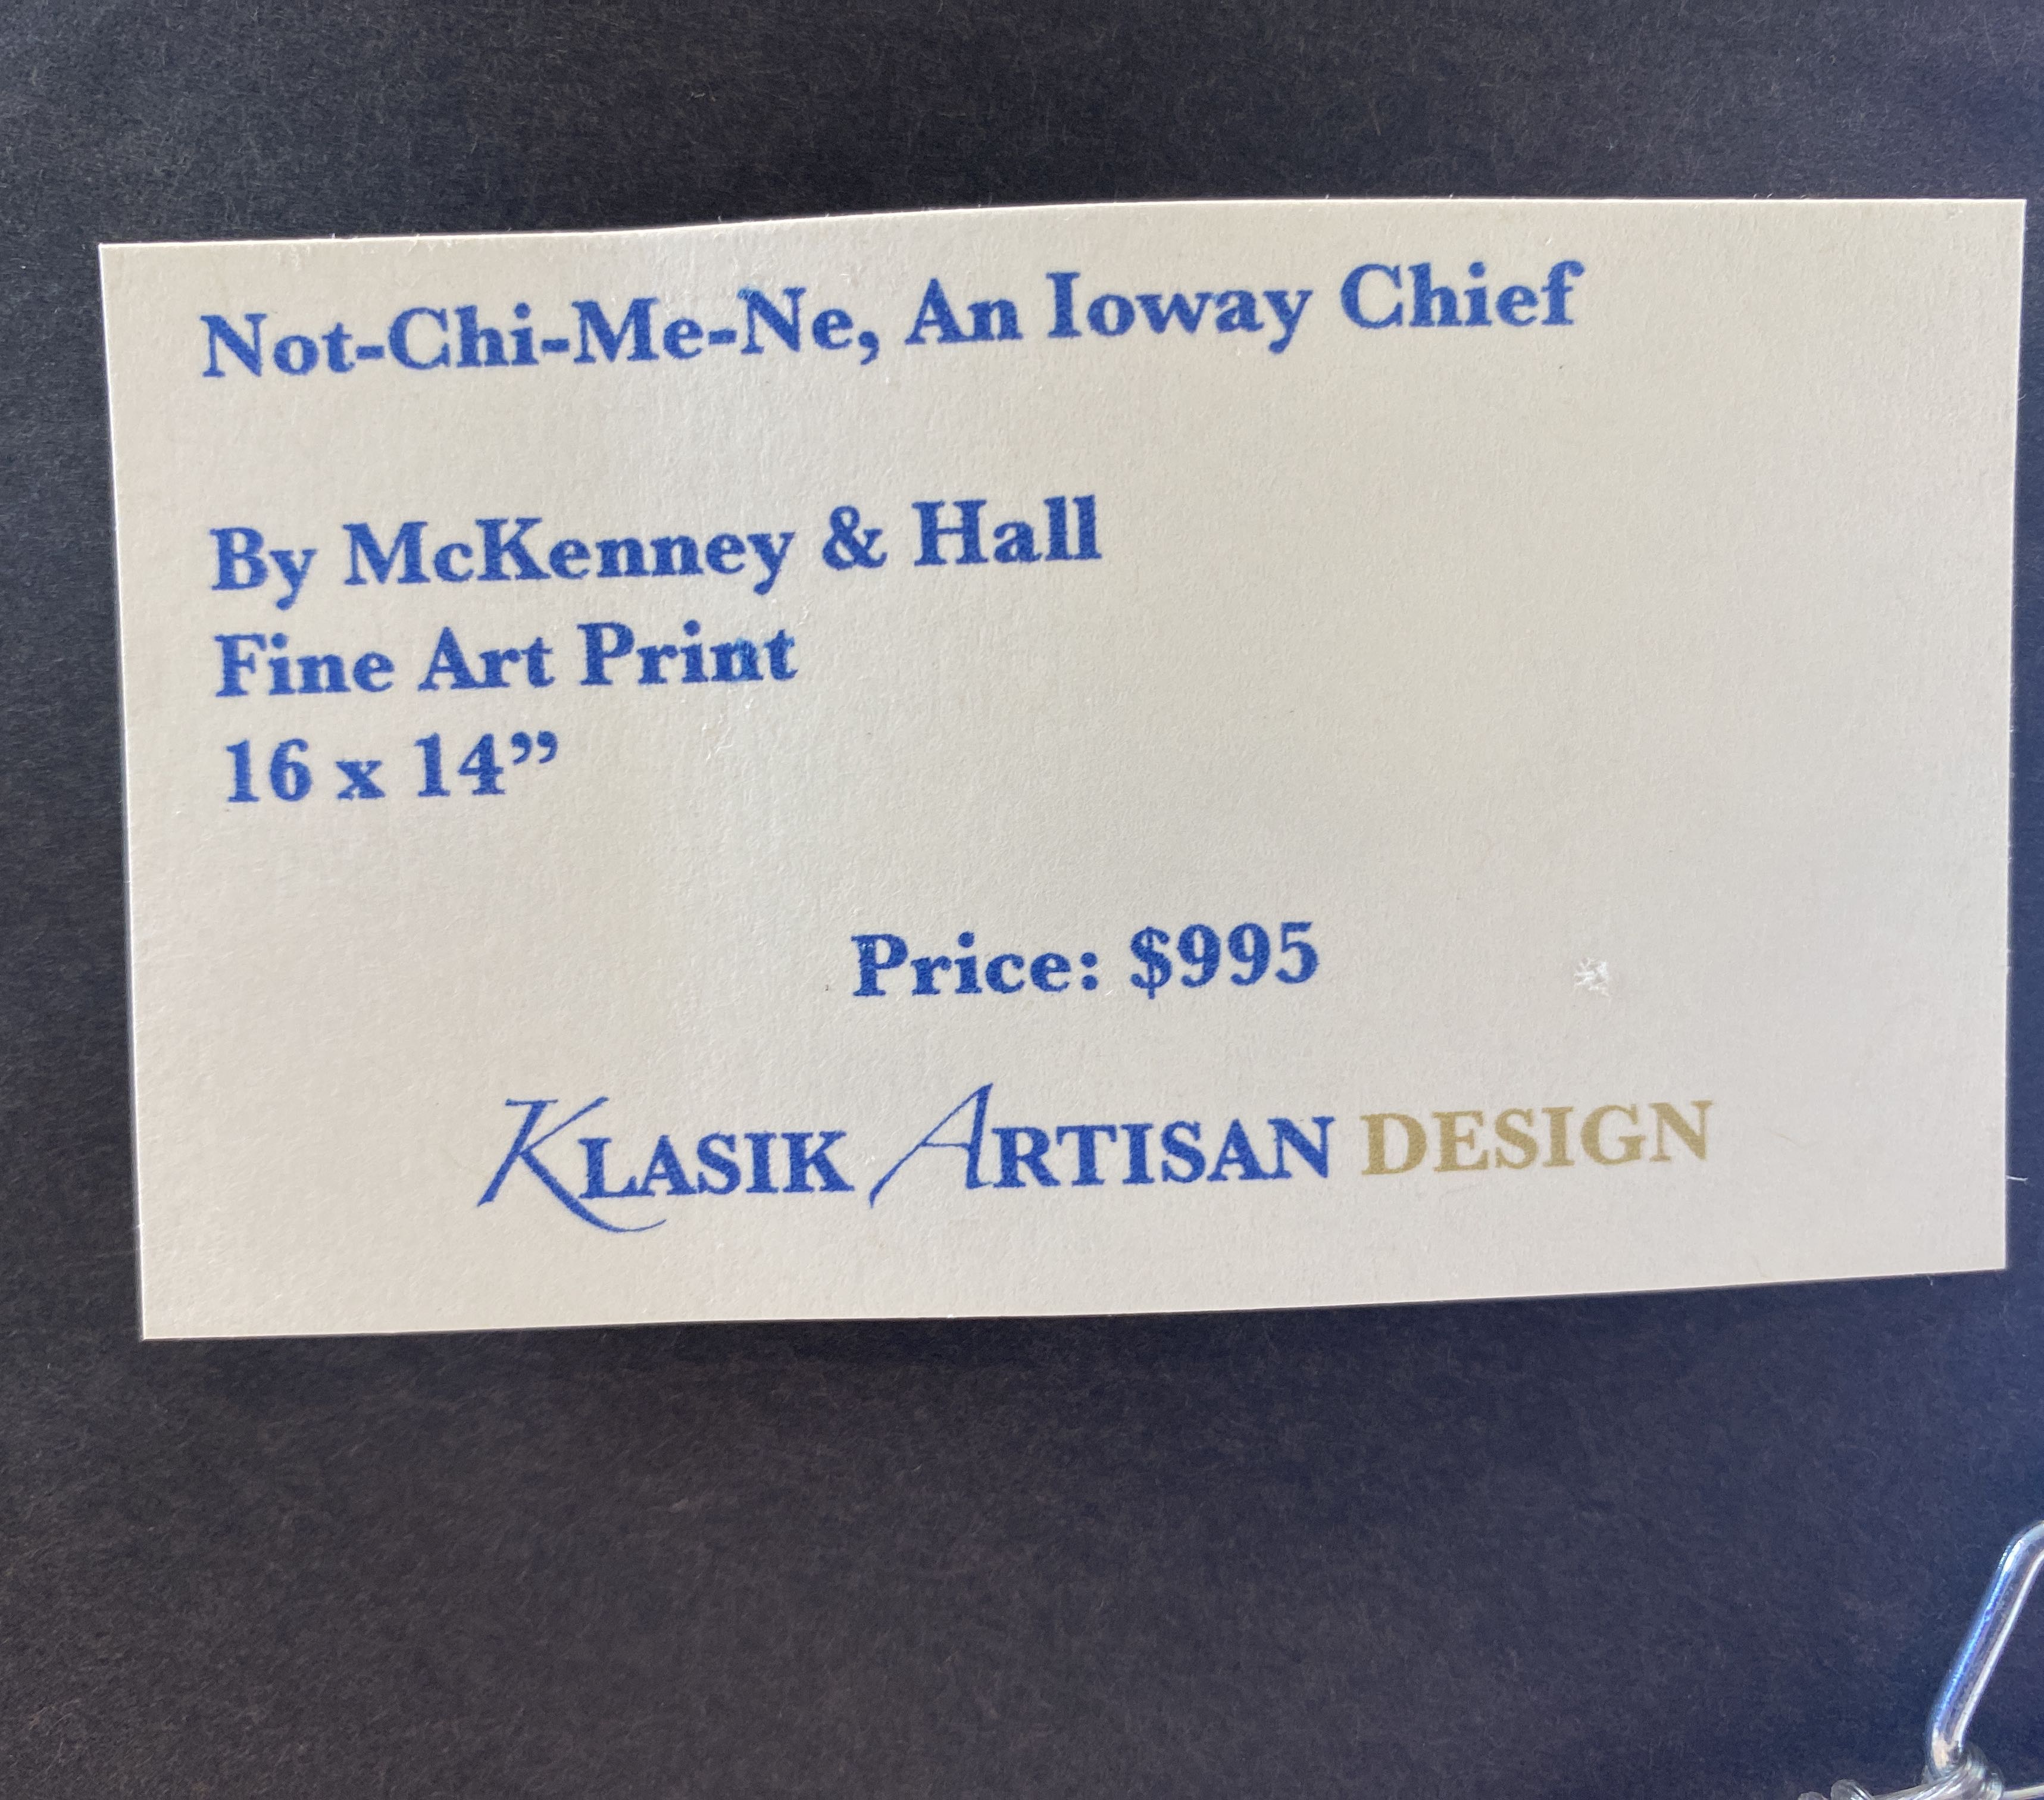 Not-Chi-Me-Ne, An Ioway Chief
By McKenney & Hall
Fine Art Print
16 x 14”
Price: $995
KLASIK ARTISAN DESIGN